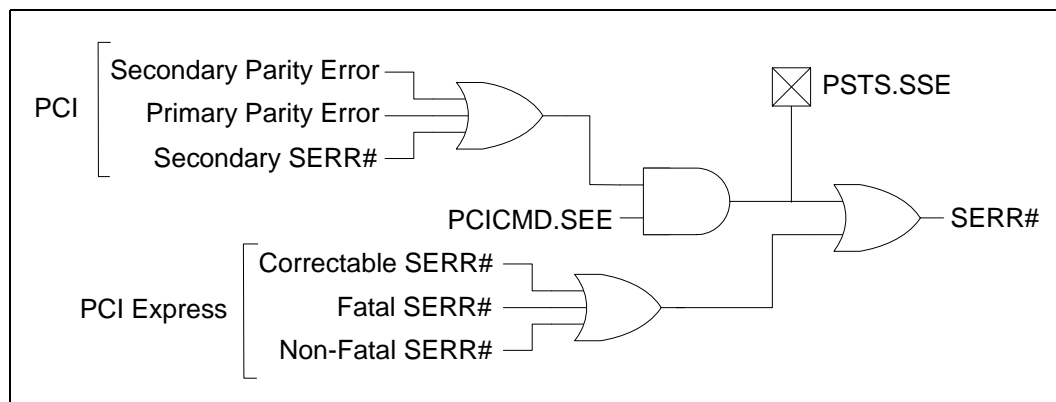 PCI
Secondary Parity Error
Primary Parity Error
Secondary SERR#
PSTS.SSE
PCICMD.SEE
SERR#
PCI Express
Correctable SERR#
Fatal SERR#
Non-Fatal SERR#